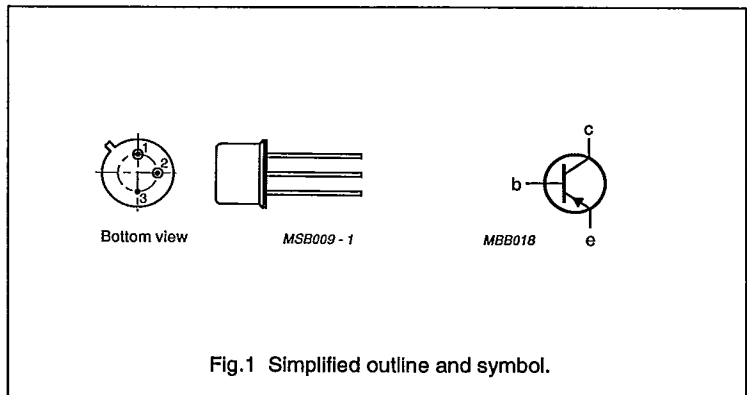 1
2
3
Bottom view
MSB009 - 1
c
b
MBB018
e
Fig.1 Simplified outline and symbol.